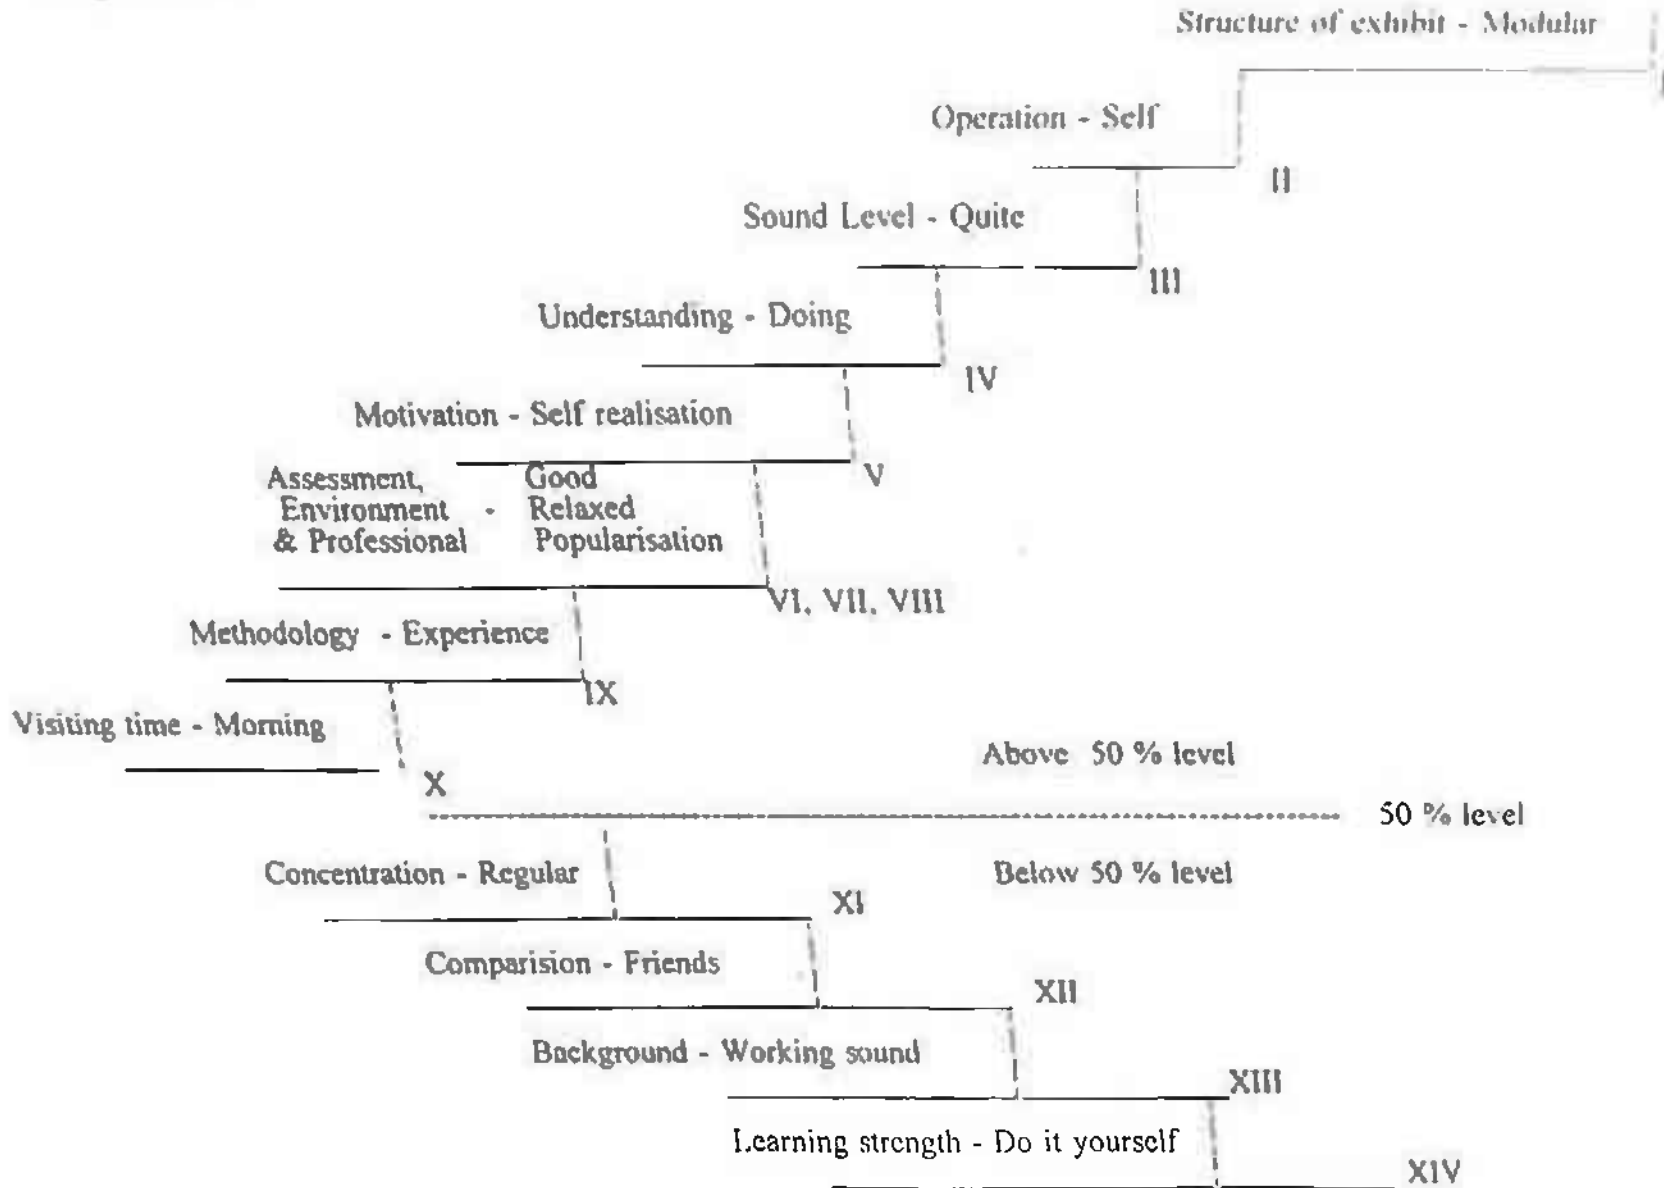 Structure of exhibit - Modular
Operation - Self
II
Sound Level - Quite
III
Understanding - Doing
IV
Motivation - Self realisation
V
Assessment, Good
Environment - Relaxed
& Professional Popularisation
VI, VII, VIII
Methodology - Experience
IX
Visiting time - Morning
X
Above 50 % level
50 % level
Below 50 % level
Concentration - Regular
XI
Comparision - Friends
XII
Background - Working sound
XIII
Learning strength - Do it yourself
XIV